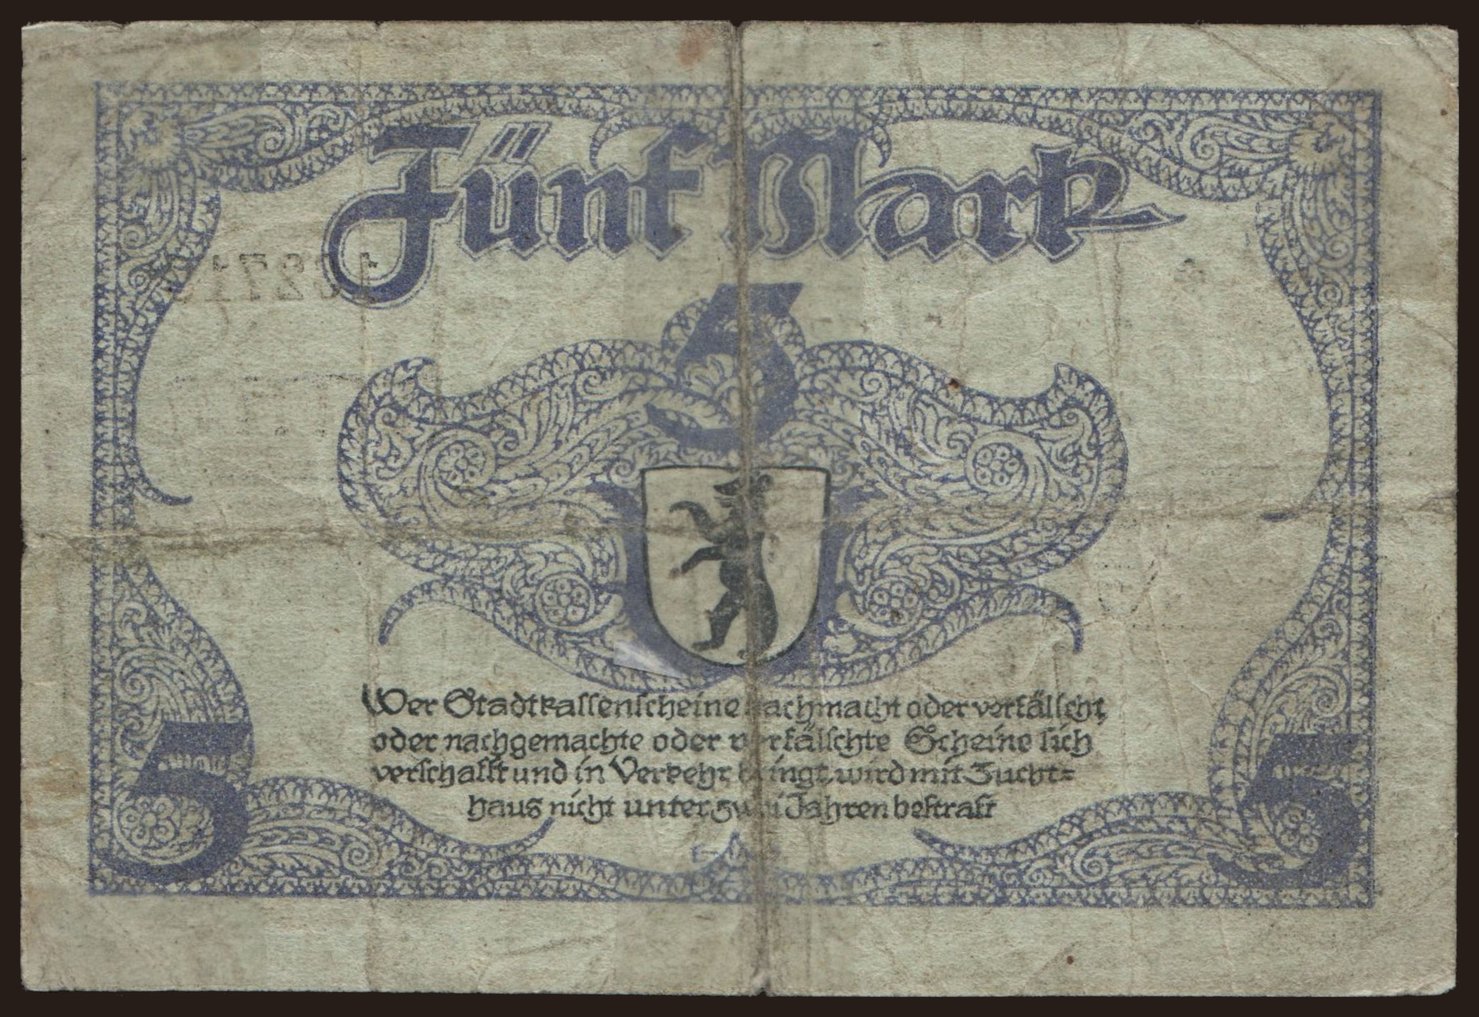 Fünf Mark
5
Wer Stadtkassenscheine nachmacht oder verfälscht,
oder nachgemachte oder verfälschte Scheine sich
verschafft und in Verkehr bringt, wird mit Zucht=
haus nicht unter zwei Jahren bestraft
5 5